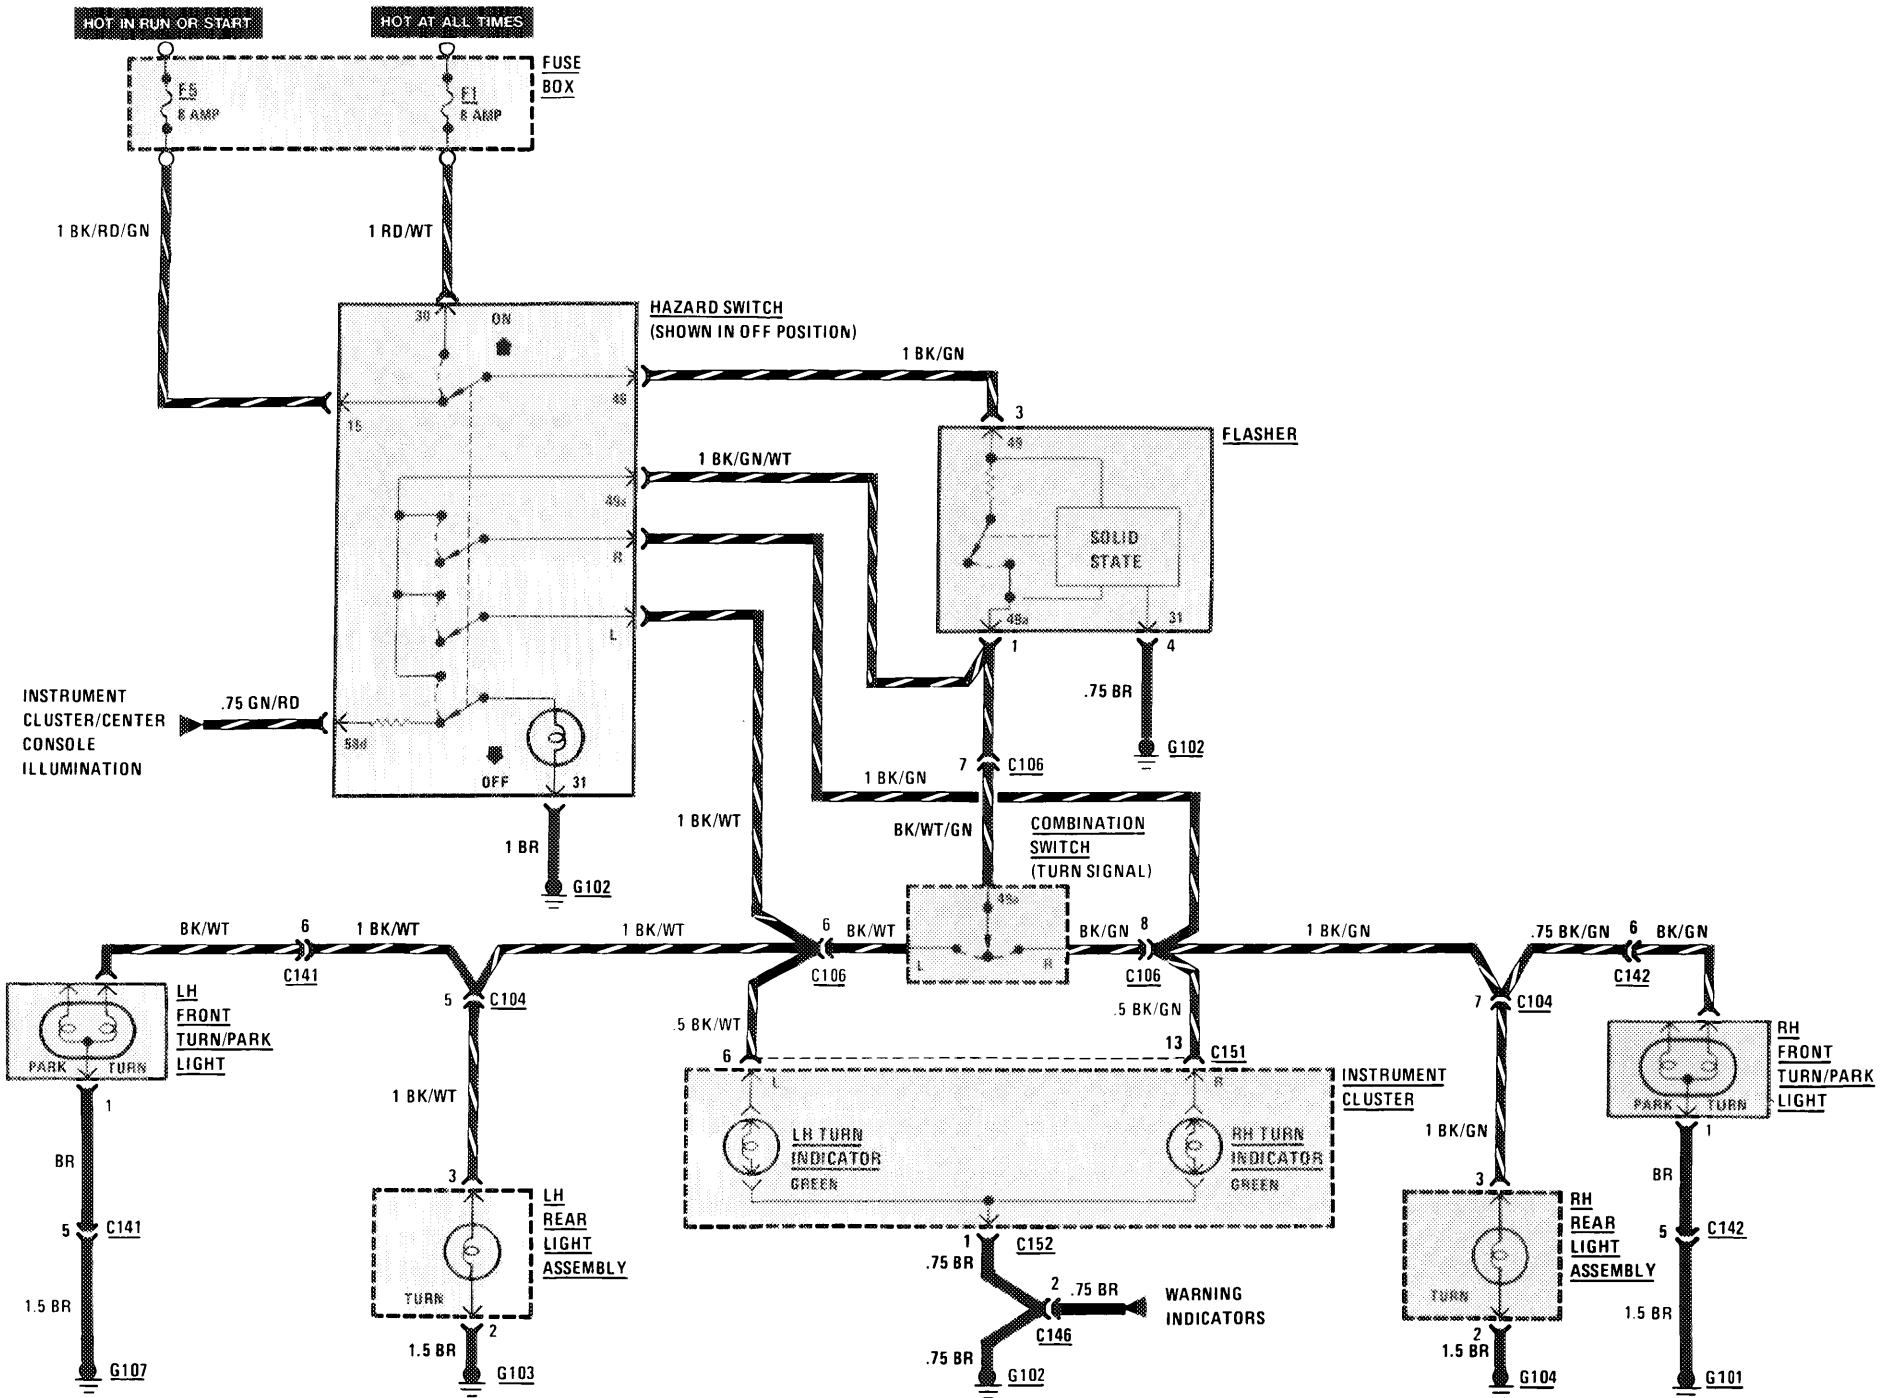 HOT IN RUN OR START
HOT AT ALL TIMES
FUSE
BOX
F5
8 AMP
F1
8 AMP
1 BK/RD/GN
1 RD/WT
HAZARD SWITCH
(SHOWN IN OFF POSITION)
30
ON
1 BK/GN
49
15
3
FLASHER
49
1 BK/GN/WT
49a
R
SOLID
STATE
L
49a
31
1
4
.75 BR
G102
INSTRUMENT
CLUSTER/CENTER
CONSOLE
ILLUMINATION
.75 GN/RD
58d
OFF
31
7
C106
1 BK/GN
1 BK/WT
BK/WT/GN
COMBINATION
SWITCH
(TURN SIGNAL)
1 BR
G102
49a
BK/WT
6
1 BK/WT
1 BK/WT
6
BK/WT
BK/GN
8
1 BK/GN
.75 BK/GN
6
BK/GN
C141
C106
L
R
C106
C142
LH
FRONT
TURN/PARK
LIGHT
PARK
TURN
5
C104
7
C104
.5 BK/WT
.5 BK/GN
6
13
C151
RH
FRONT
TURN/PARK
LIGHT
PARK
TURN
INSTRUMENT
CLUSTER
L
R
1
1 BK/WT
LH TURN
INDICATOR
GREEN
RH TURN
INDICATOR
GREEN
1 BK/GN
1
BR
BR
3
3
5
C141
LH
REAR
LIGHT
ASSEMBLY
TURN
1
C152
.75 BR
2
.75 BR
WARNING
INDICATORS
C146
RH
REAR
LIGHT
ASSEMBLY
TURN
5
C142
1.5 BR
1.5 BR
2
1.5 BR
.75 BR
2
1.5 BR
G107
G103
G102
G104
G101